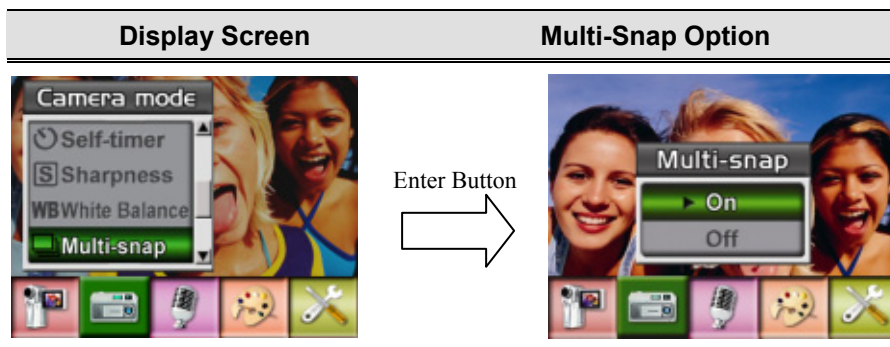 Display Screen Multi-Snap Option
Camera mode
Self-timer
S Sharpness
WB White Balance
Multi-snap
Enter Button
Multi-snap
On
Off